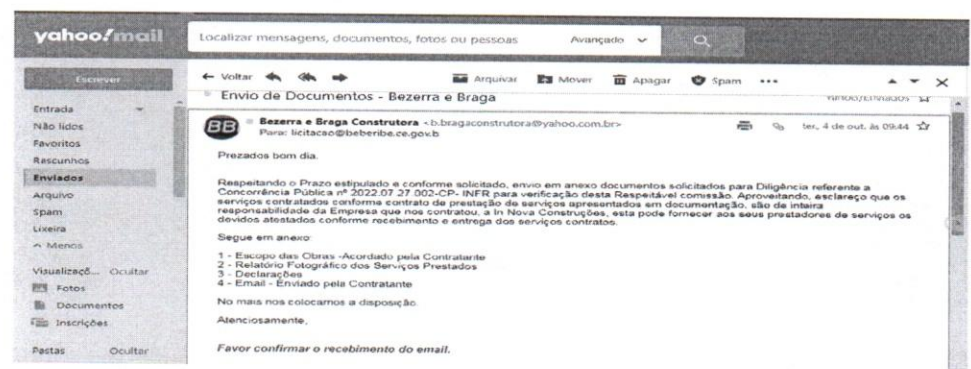 yahoo!mail
Localizar mensagens, documentos, fotos ou pessoas Avançado
Escrever
← Voltar Arquivar Mover Apagar Spam •••
Envio de Documentos - Bezerra e Braga Yahoo/Enviados
Entrada
Não lidos
Favoritos
Rascunhos
Enviados
Arquivo
Spam
Lixeira
Menos
Visualizaçõ... Ocultar
Fotos
Documentos
Inscrições
Pastas Ocultar
BB
Bezerra e Braga Construtora <b.bragaconstrutora@yahoo.com.br> ter, 4 de out. às 09:44
Para: licitacao@beberibe.ce.gov.b
Prezados bom dia.
Respeitando o Prazo estipulado e conforme solicitado, envio em anexo documentos solicitados para Diligência referente a
Concorrência Pública nº 2022.07.27.002-CP- INFR para verificação desta Respeitável comissão. Aproveitando, esclareço que os
serviços contratados conforme contrato de prestação de serviços apresentados em documentação, são de inteira
responsabilidade da Empresa que nos contratou, a In Nova Construções, esta pode fornecer aos seus prestadores de serviços os
devidos atestados conforme recebimento e entrega dos serviços contratos.
Segue em anexo:
1 - Escopo das Obras -Acordado pela Contratante
2 - Relatório Fotográfico dos Serviços Prestados
3 - Declarações
4 - Email - Enviado pela Contratante
No mais nos colocamos a disposição.
Atenciosamente,
Favor confirmar o recebimento do email.